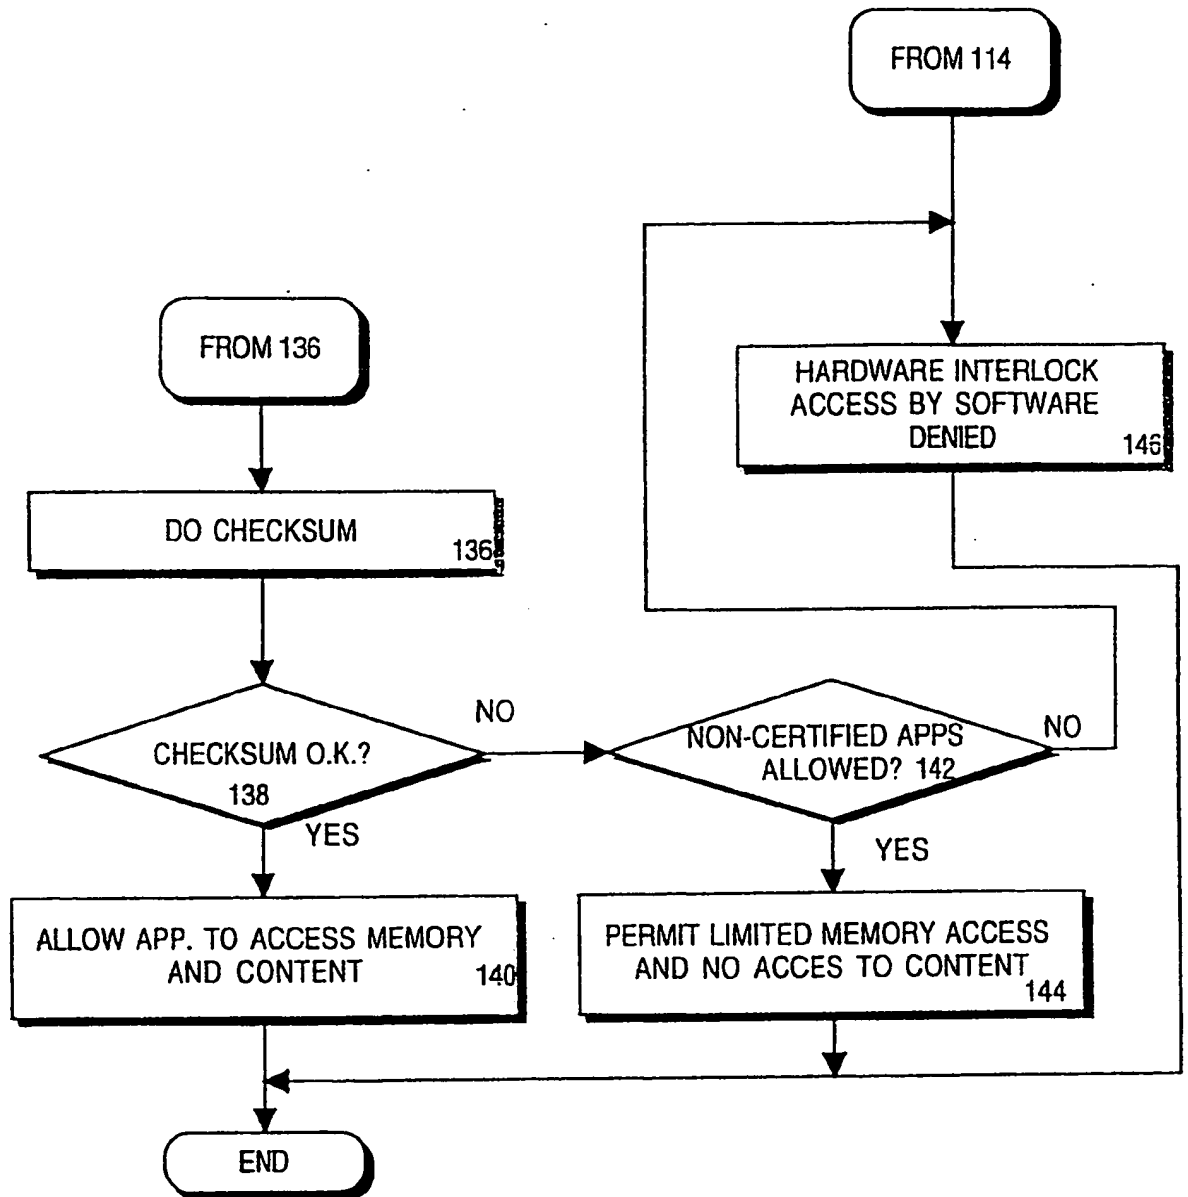 FROM 114
FROM 136
HARDWARE INTERLOCK
ACCESS BY SOFTWARE
DENIED
146
DO CHECKSUM
136
CHECKSUM O.K.?
138
NO
YES
NON-CERTIFIED APPS
ALLOWED? 142
NO
YES
ALLOW APP. TO ACCESS MEMORY
AND CONTENT
140
PERMIT LIMITED MEMORY ACCESS
AND NO ACCES TO CONTENT
144
END